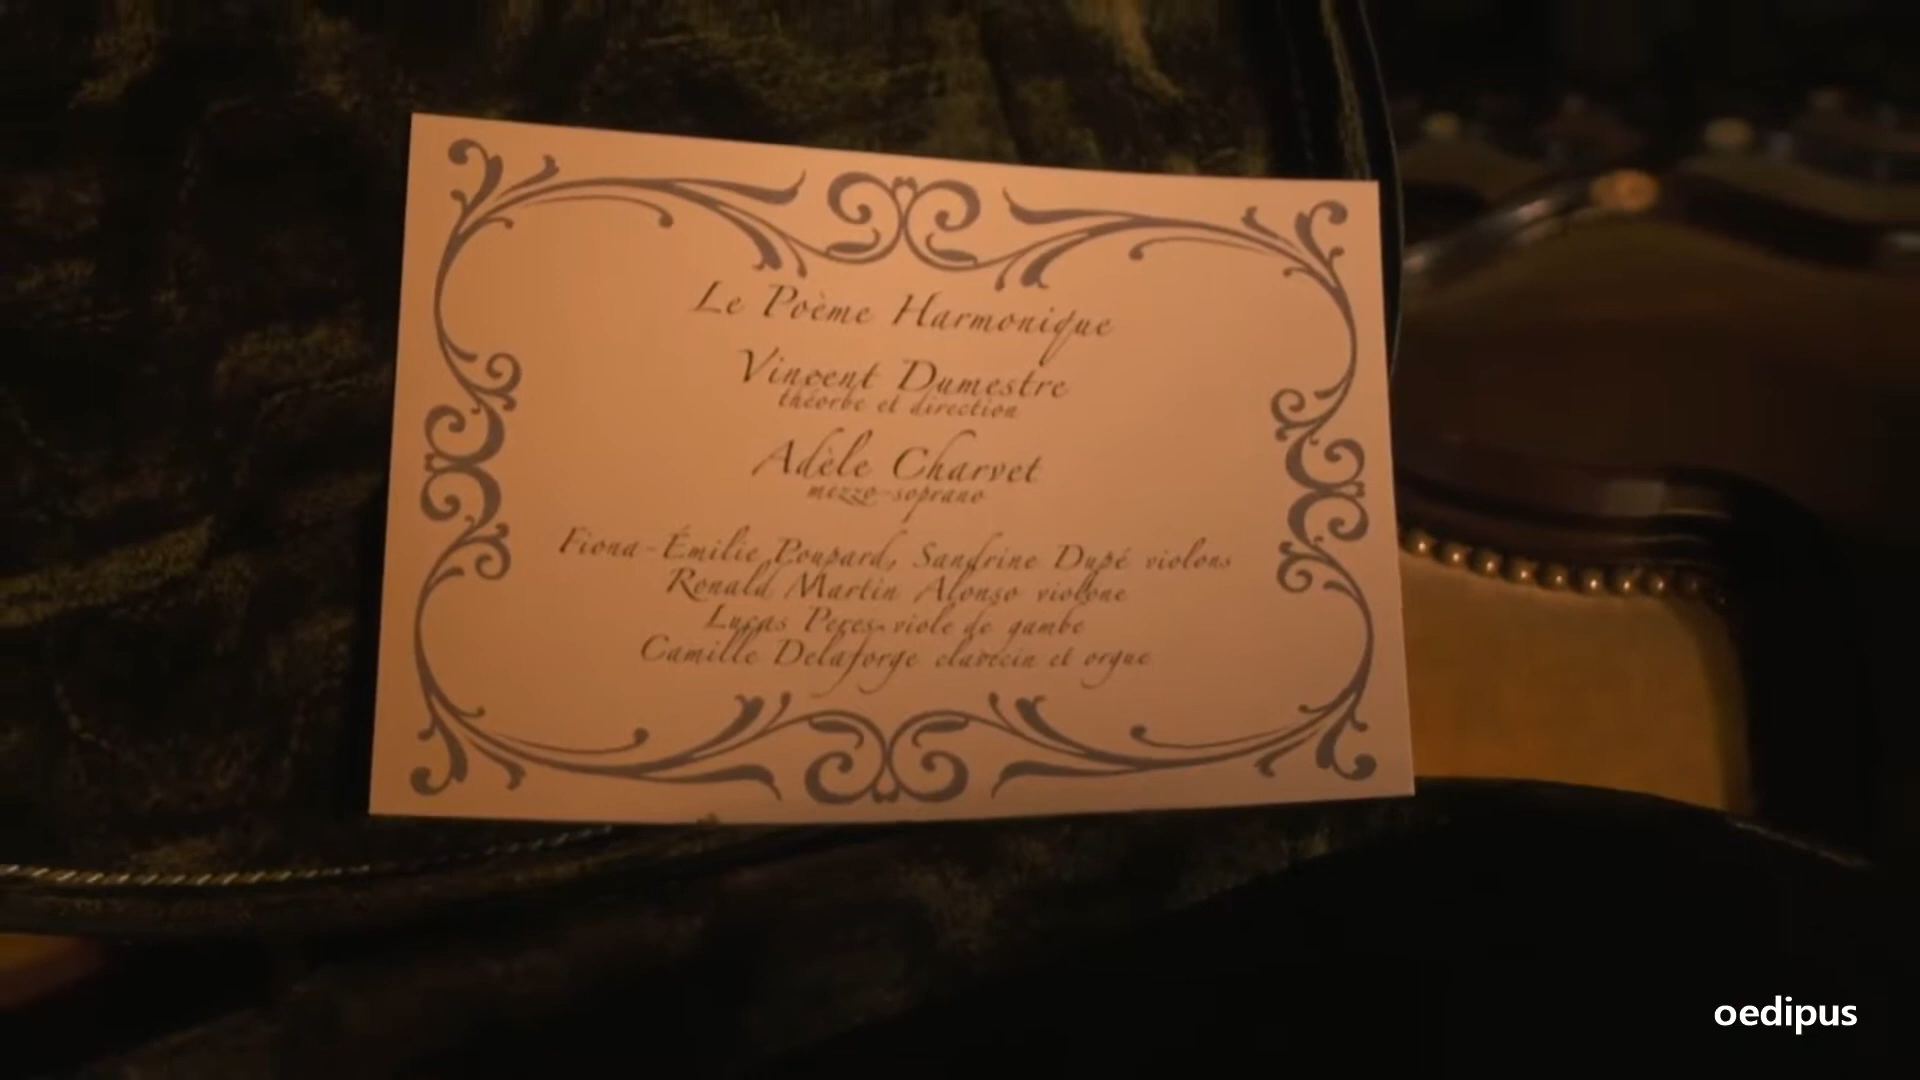 Le Poème Harmonique
Vincent Dumestre
théorbe et direction
Adèle Charvet
mezzo-soprano
Fiona-Émilie Poupard, Sandrine Dupé violons
Ronald Martin Alonso violone
Lucas Peres viole de gambe
Camille Delaforge clavecin et orgue
oedipus